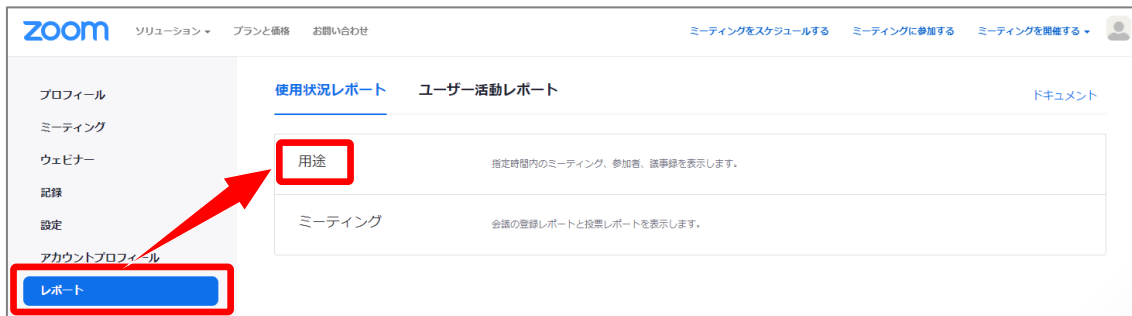 zoom ソリューション プランと価格 お問い合わせ ミーティングをスケジュールする ミーティングに参加する ミーティングを開催する
プロフィール
ミーティング
ウェビナー
記録
設定
アカウントプロフィール
レポート
使用状況レポート ユーザー活動レポート
ドキュメント
用途 指定時間内のミーティング、参加者、議事録を表示します。
ミーティング 会議の登録レポートと投票レポートを表示します。